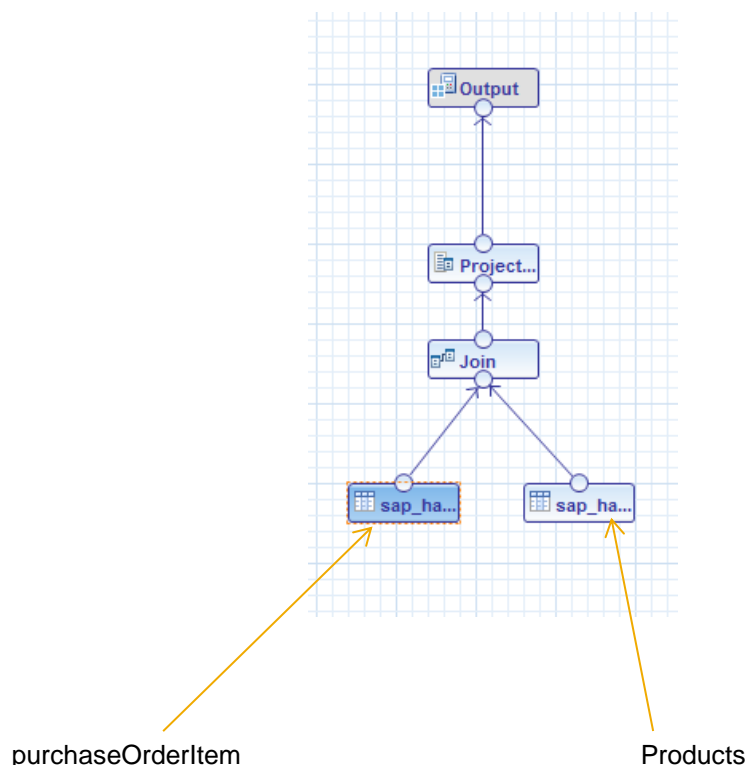 Output
Project...
Join
sap_ha...
sap_ha...
purchaseOrderItem
Products